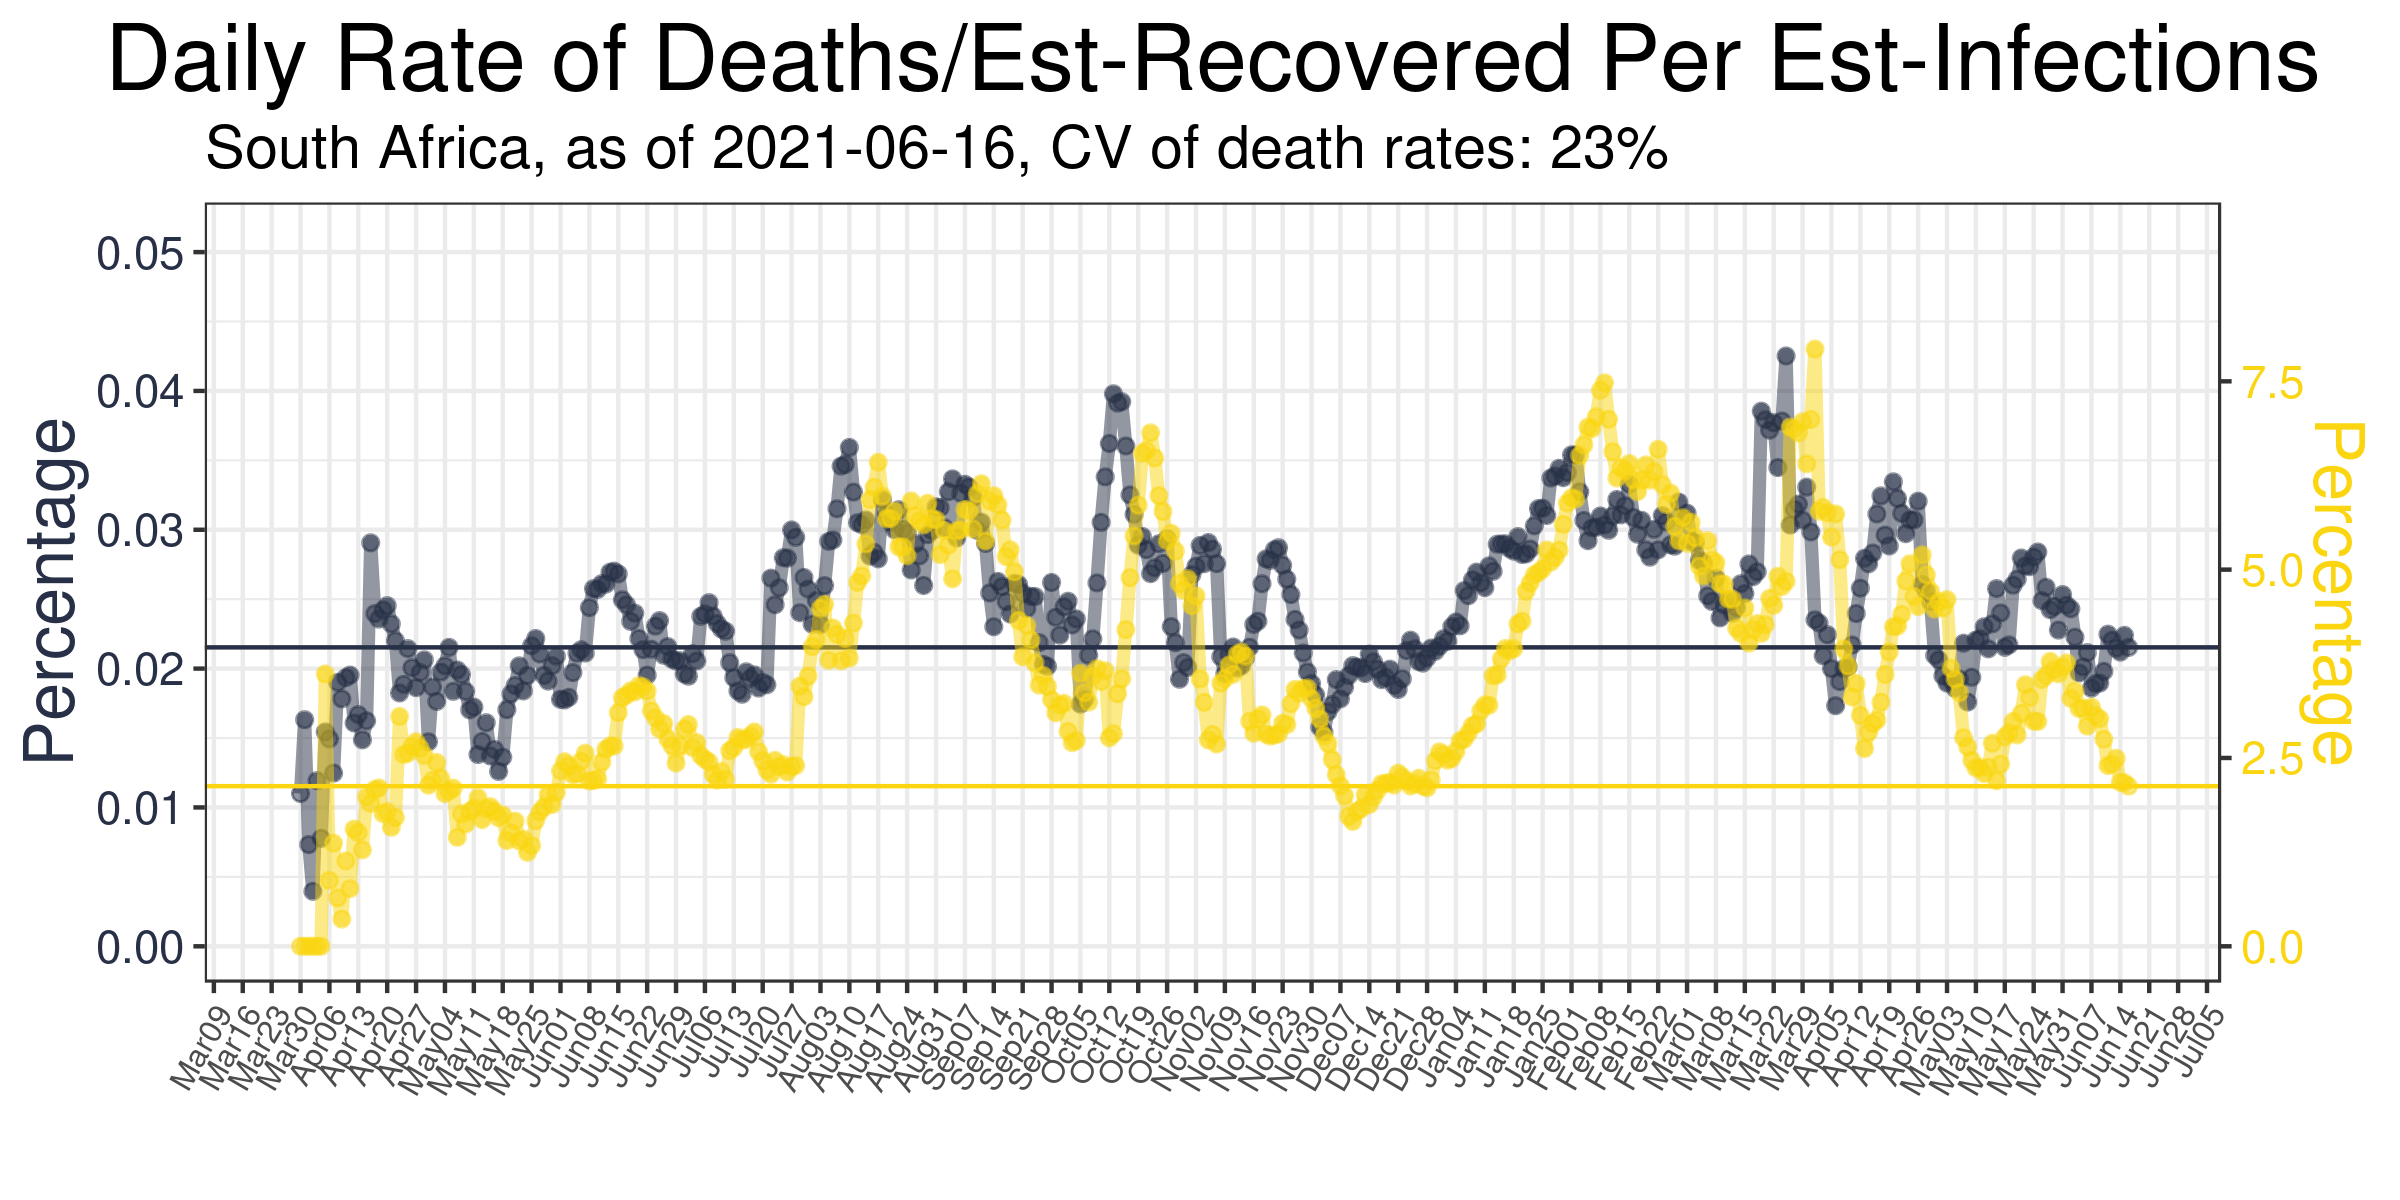 Daily Rate of Deaths/Est-Recovered Per Est-Infections
South Africa, as of 2021-06-16, CV of death rates: 23%
Percentage
0.05
0.04
0.03
0.02
0.01
0.00
7.5
5.0
2.5
0.0
Percentage
Mar09 Mar16 Mar23 Mar30 Apr06 Apr13 Apr20 Apr27 May04 May11 May18 May25 Jun01 Jun08 Jun15 Jun22 Jun29 Jul06 Jul13 Jul20 Jul27 Aug03 Aug10 Aug17 Aug24 Aug31 Sep07 Sep14 Sep21 Sep28 Oct05 Oct12 Oct19 Oct26 Nov02 Nov09 Nov16 Nov23 Nov30 Dec07 Dec14 Dec21 Dec28 Jan04 Jan11 Jan18 Jan25 Feb01 Feb08 Feb15 Feb22 Mar01 Mar08 Mar15 Mar22 Mar29 Apr05 Apr12 Apr19 Apr26 May03 May10 May17 May24 May31 Jun07 Jun14 Jun21 Jun28 Jul05